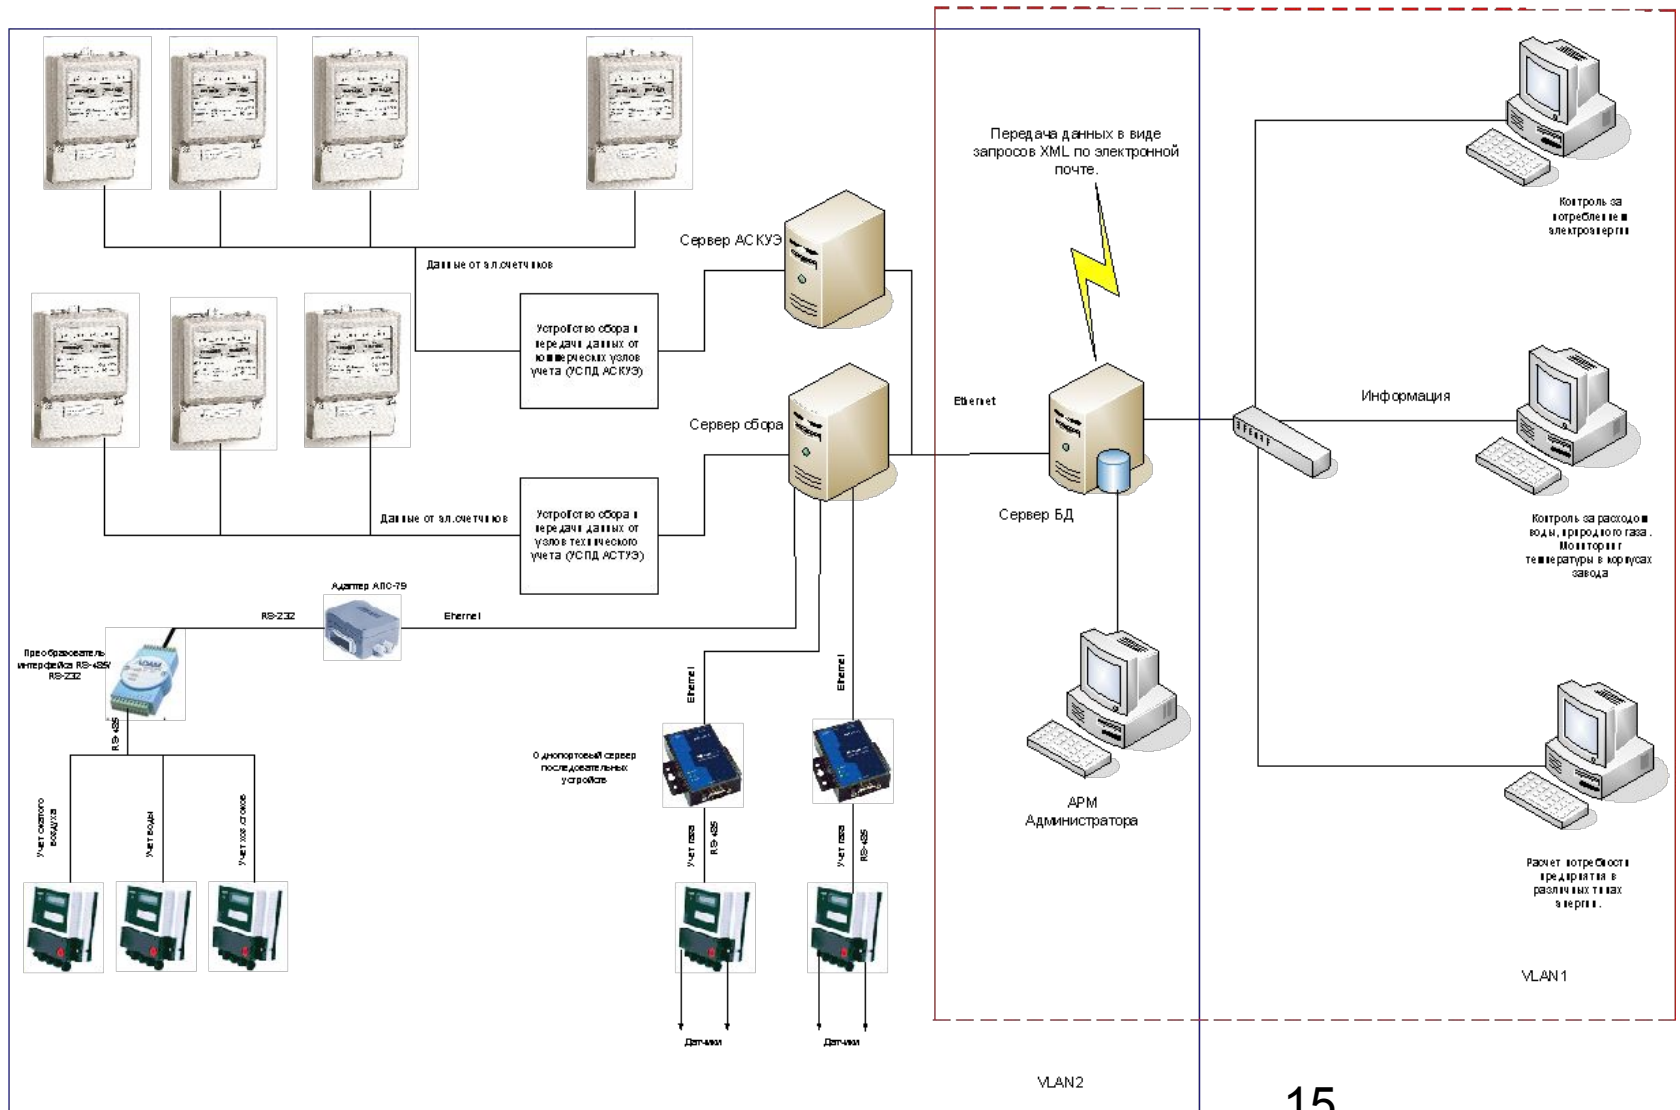 Передача данных в виде
запросов XML по электронной
почте.
Контроль за
потреблением
электроэнергии
Сервер АСКУЭ
Данные от эл.счетчиков
Устройство сбора и
передачи данных от
коммерческих узлов
учета (УСПД АСКУЭ)
Ethernet
Информация
Сервер сбора
Сервер БД
Данные от эл.счетчиков
Устройство сбора и
передачи данных от
узлов технического
учета (УСПД АСТУЭ)
Контроль за расходом
воды, природного газа.
Мониторинг
температуры в корпусах
завода
Адаптер АПС-79
RS-232
Ehernel
Преобразователь
интерфейса RS-485/
RS-232
ADAM
RS-485
Ehernel
Ehernel
Однопортовый сервер
последовательных
устройств
АРМ
Администратора
Учет сжатого
воздуха
Учет воды
Учет хоз.стоков
Учет газа
RS-485
Учет газа
RS-485
Расчет потребности
предприятия в
различных типах
энергии.
VLAN1
Датчики
Датчики
VLAN2
15